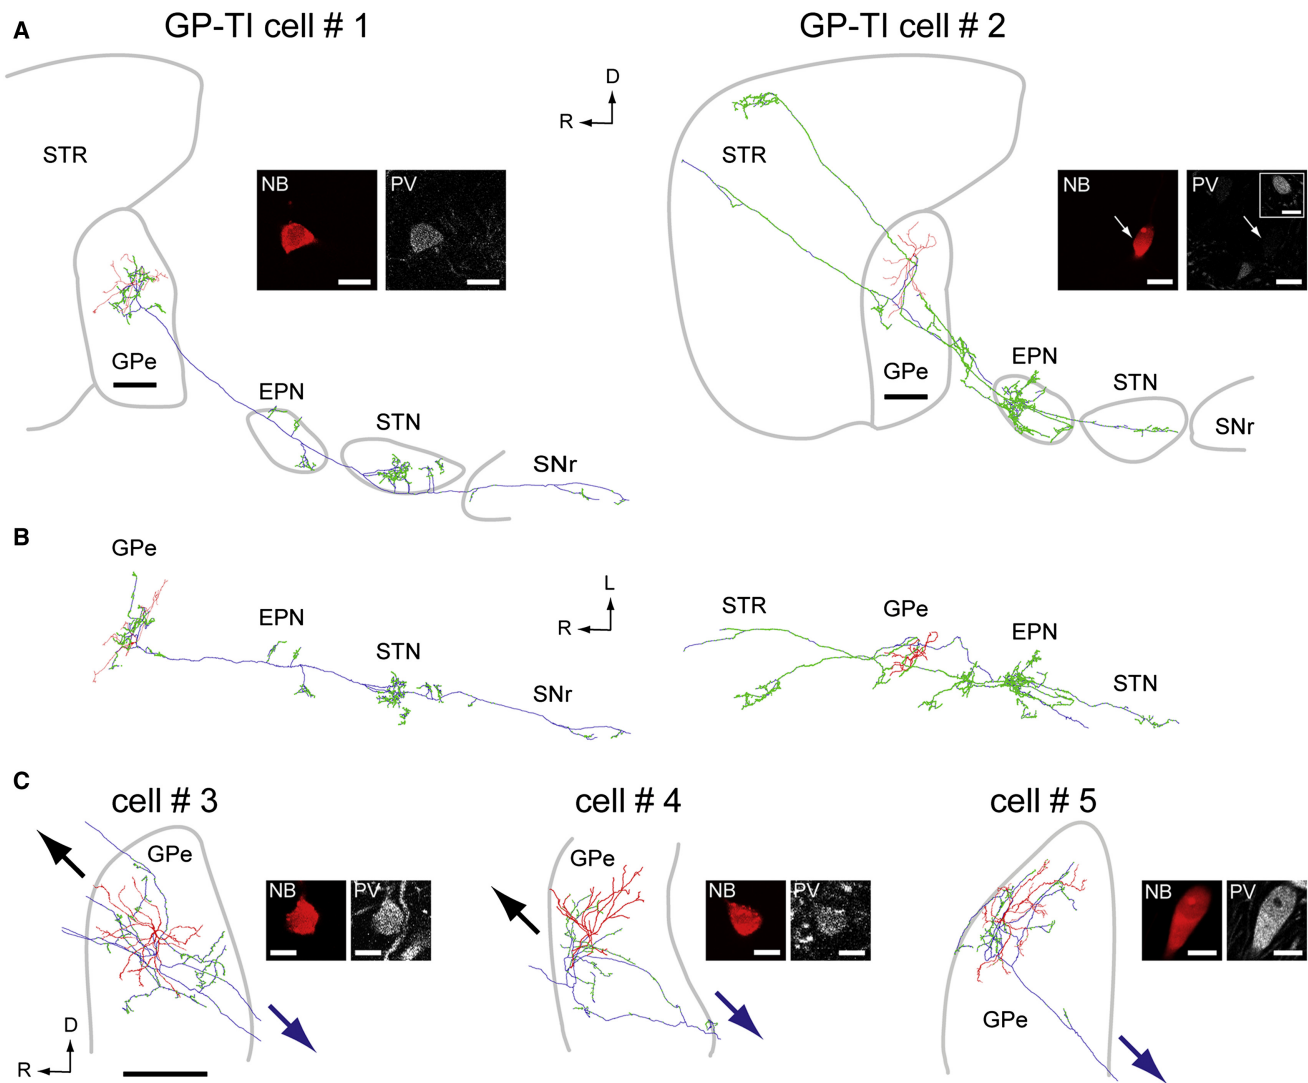 A
GP-TI cell # 1
GP-TI cell # 2
D
R
STR
STR
NB
PV
NB
PV
GPe
EPN
STN
SNr
GPe
EPN
STN
SNr
B
GPe
EPN
STN
SNr
L
R
STR
GPe
EPN
STN
C
cell # 3
cell # 4
cell # 5
GPe
NB
PV
GPe
NB
PV
NB
PV
GPe
D
R